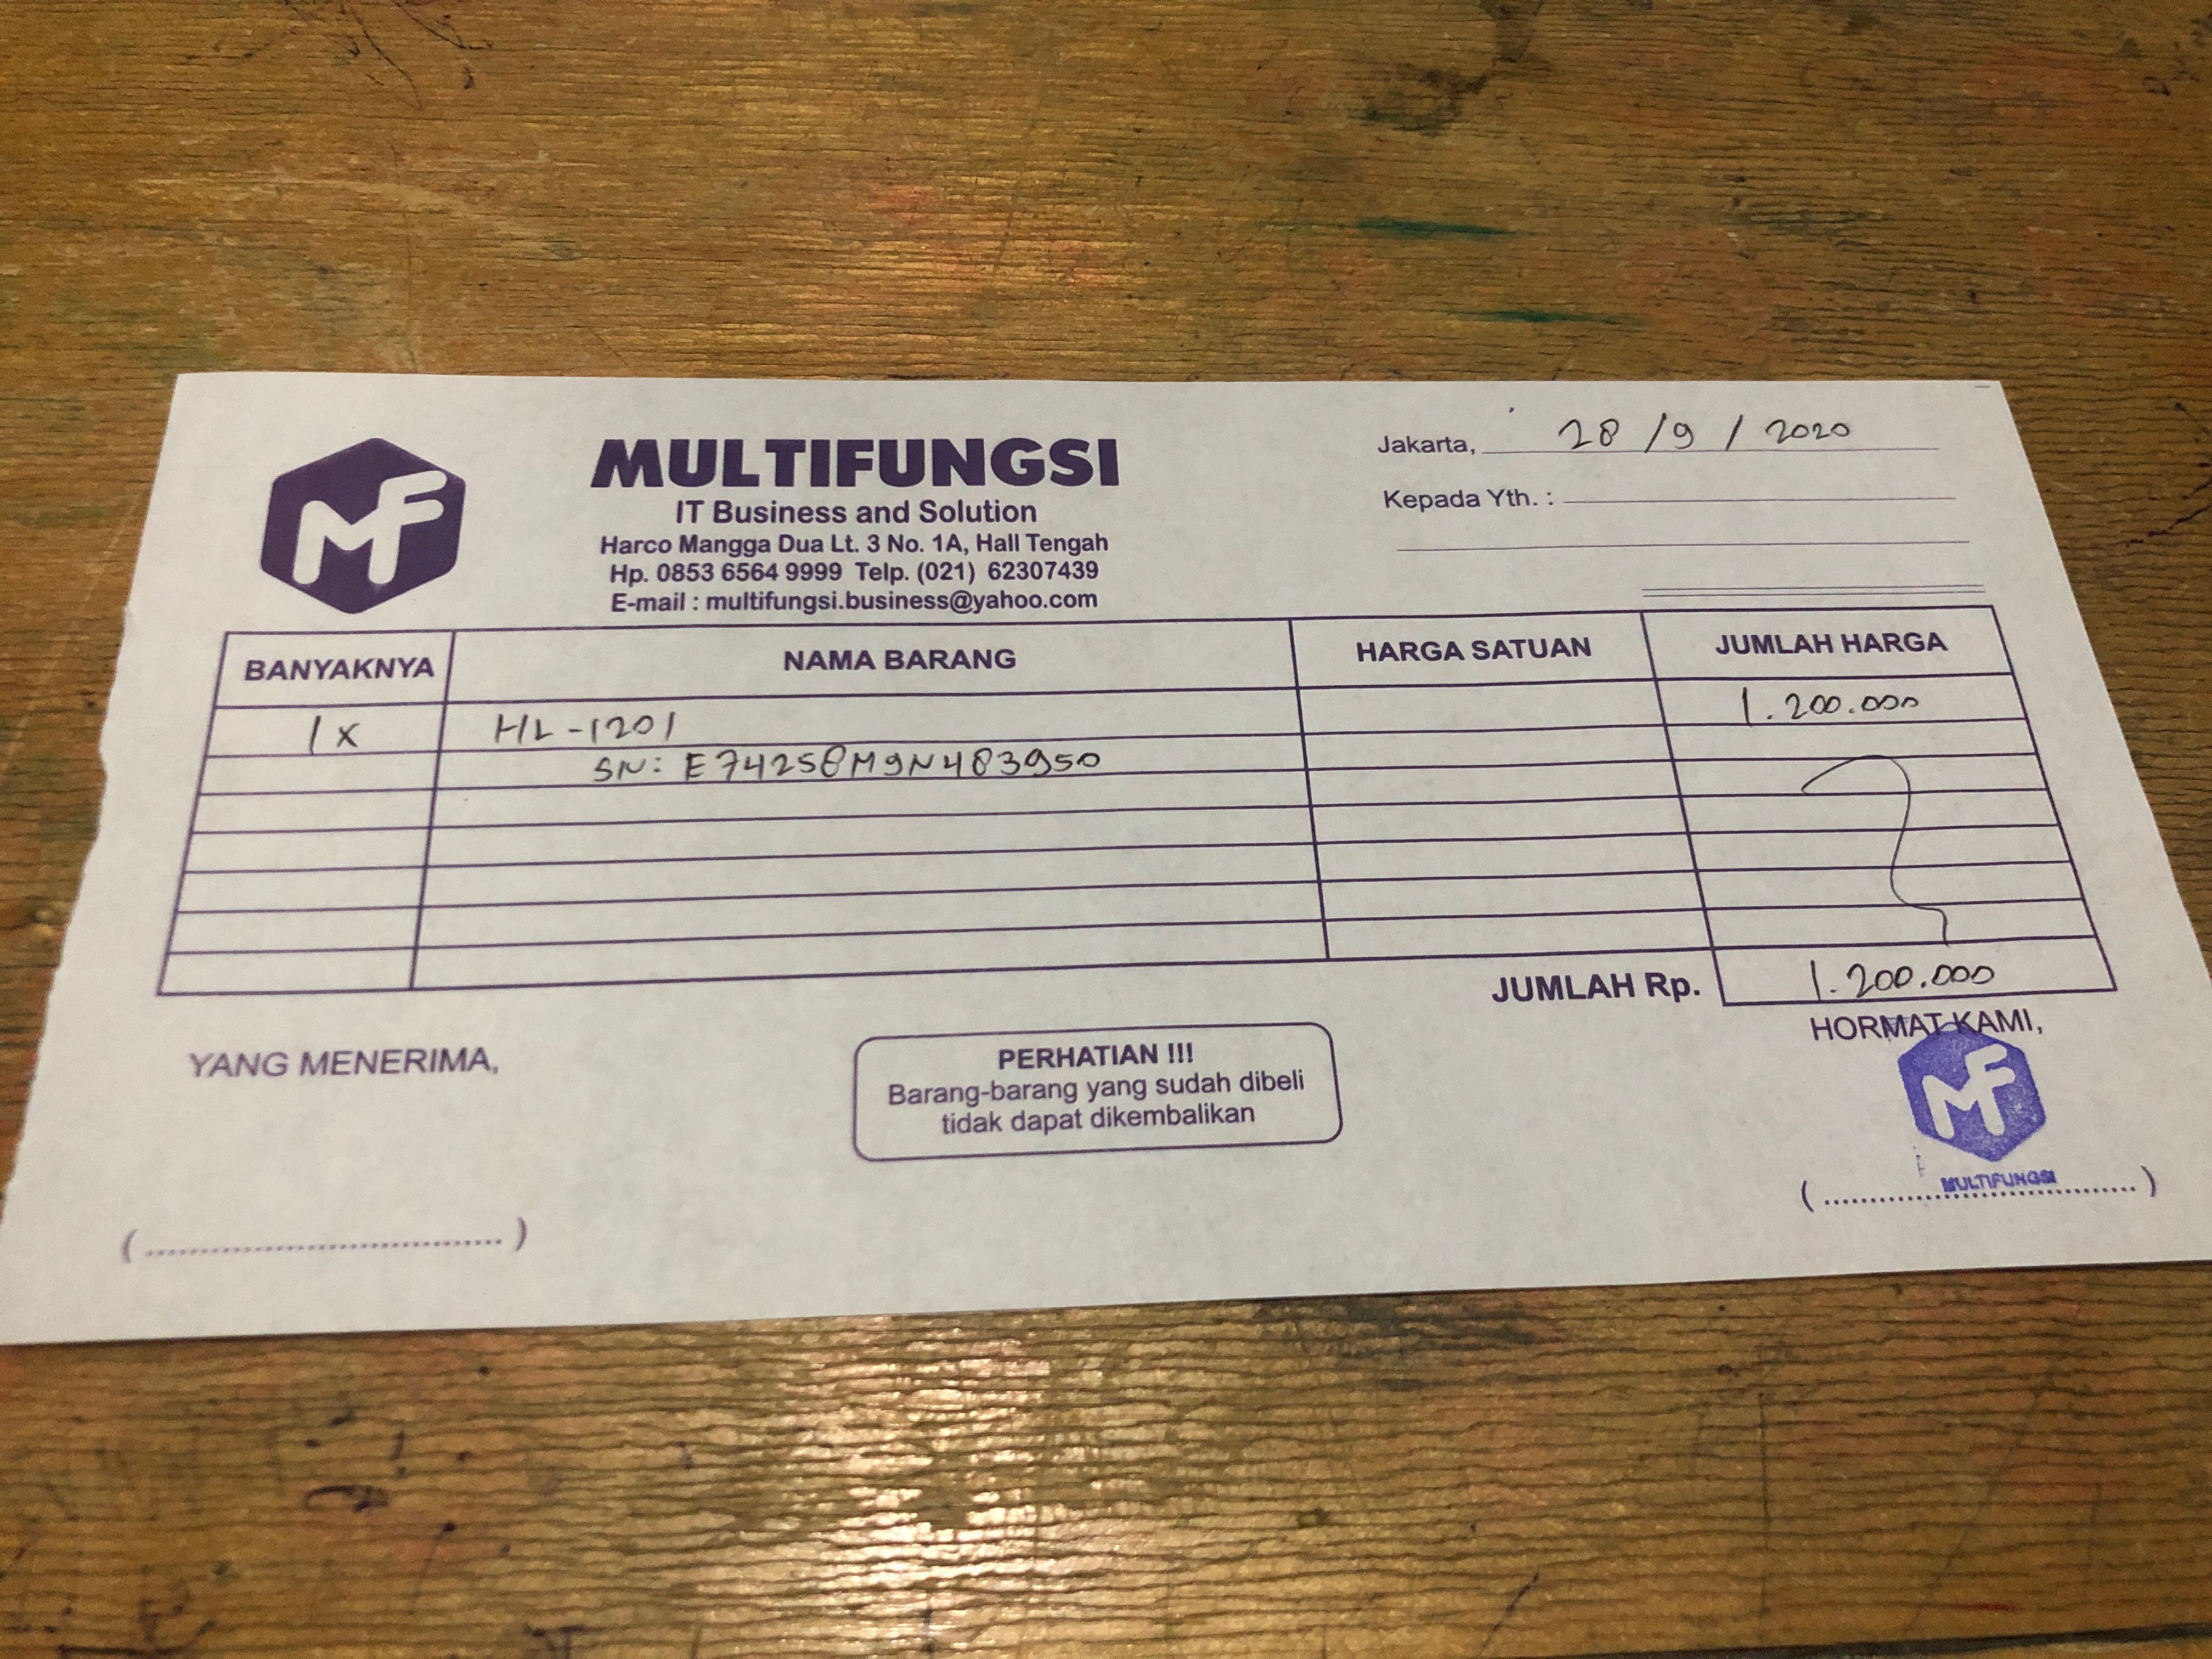 MF
MULTIFUNGSI
IT Business and Solution
Harco Mangga Dua Lt. 3 No. 1A, Hall Tengah
Hp. 0853 6564 9999 Telp. (021) 62307439
E-mail : multifungsi.business@yahoo.com
Jakarta, 28 / 9 / 2020
Kepada Yth. :
BANYAKNYA NAMA BARANG HARGA SATUAN JUMLAH HARGA
1 x HL-1201 1.200.000
SN: E74258M9N483950
JUMLAH Rp. 1.200.000
YANG MENERIMA,
PERHATIAN !!!
Barang-barang yang sudah dibeli
tidak dapat dikembalikan
HORMAT KAMI,
MF
MULTIFUNGSI
(..................................)
(..................................)